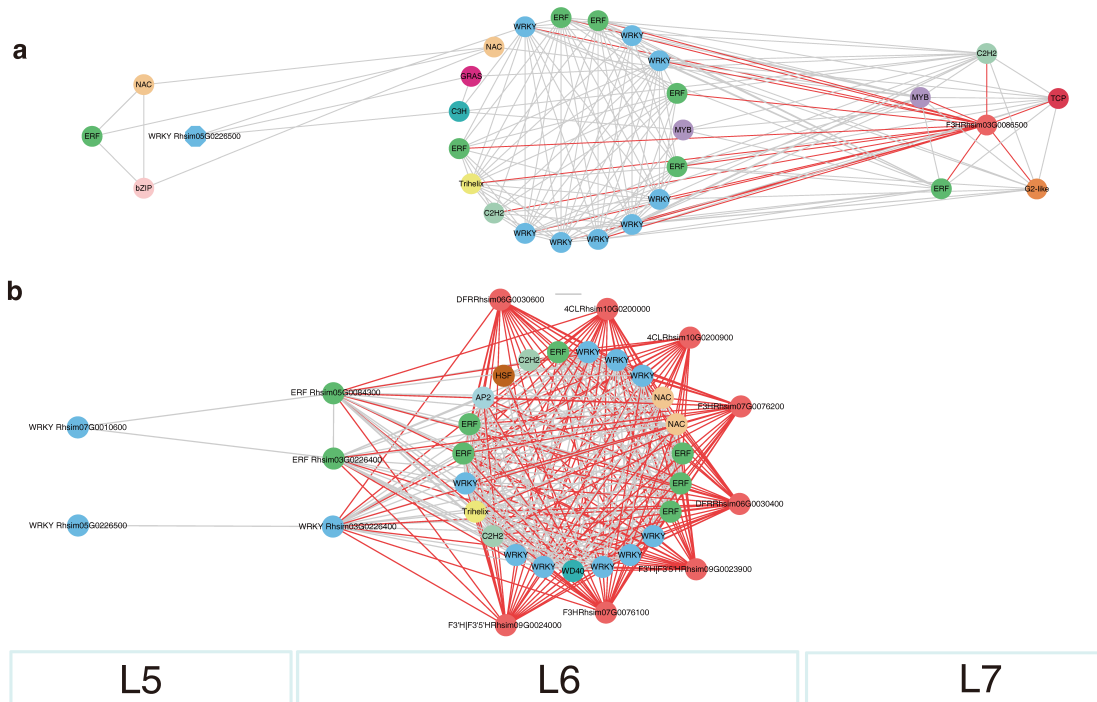 a
ERF
ERF
WRKY
WRKY
NAC
C2H2
WRKY
GRAS
NAC
ERF
MYB
TCP
C3H
F3HRhsim03G0086500
MYB
ERF
WRKY Rhsim05G0226500
ERF
ERF
Trihelix
bZIP
ERF
G2-like
WRKY
C2H2
WRKY
WRKY
WRKY
WRKY
b
DFRRhsim06G0030600
4CLRhsim10G0200000
4CLRhsim10G0200900
ERF
WRKY
C2H2
WRKY
HSF
WRKY
ERF Rhsim05G0084300
AP2
NAC
F3HRhsim07G0076200
WRKY Rhsim07G0010600
ERF
NAC
ERF Rhsim03G0226400
ERF
ERF
WRKY
ERF
DFRRhsim06G0030400
Trihelix
ERF
WRKY Rhsim05G0226500
WRKY Rhsim03G0226400
C2H2
WRKY
WRKY
WRKY
WRKY
WD40
WRKY
F3'H|F3'5'HRhsim09G0023900
F3HRhsim07G0076100
F3'H|F3'5'HRhsim09G0024000
L5
L6
L7